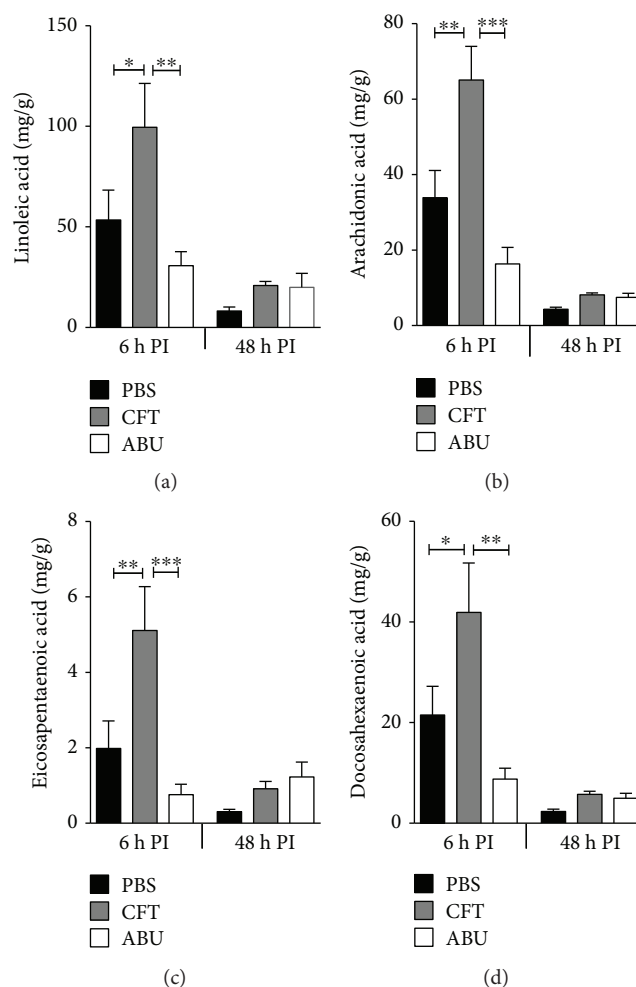 Linoleic acid (mg/g)
150
100
50
0
*
**
6 h PI
48 h PI
PBS
CFT
ABU
(a)
Arachidonic acid (mg/g)
80
60
40
20
0
**
***
6 h PI
48 h PI
PBS
CFT
ABU
(b)
Eicosapentaenoic acid (mg/g)
8
6
4
2
0
**
***
6 h PI
48 h PI
PBS
CFT
ABU
(c)
Docosahexaenoic acid (mg/g)
60
40
20
0
*
**
6 h PI
48 h PI
PBS
CFT
ABU
(d)